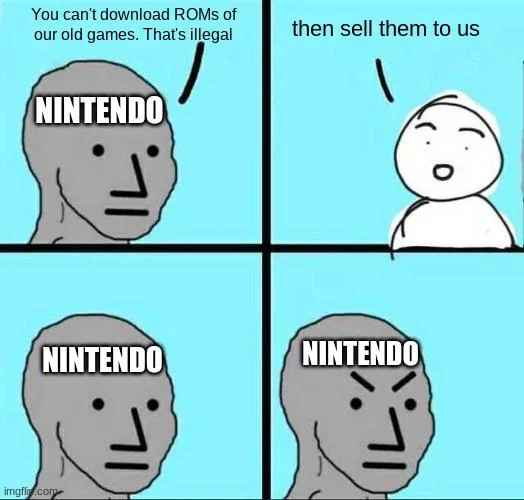 You can't download ROMs of
our old games. That's illegal
then sell them to us
NINTENDO
NINTENDO
NINTENDO
imgflip.com